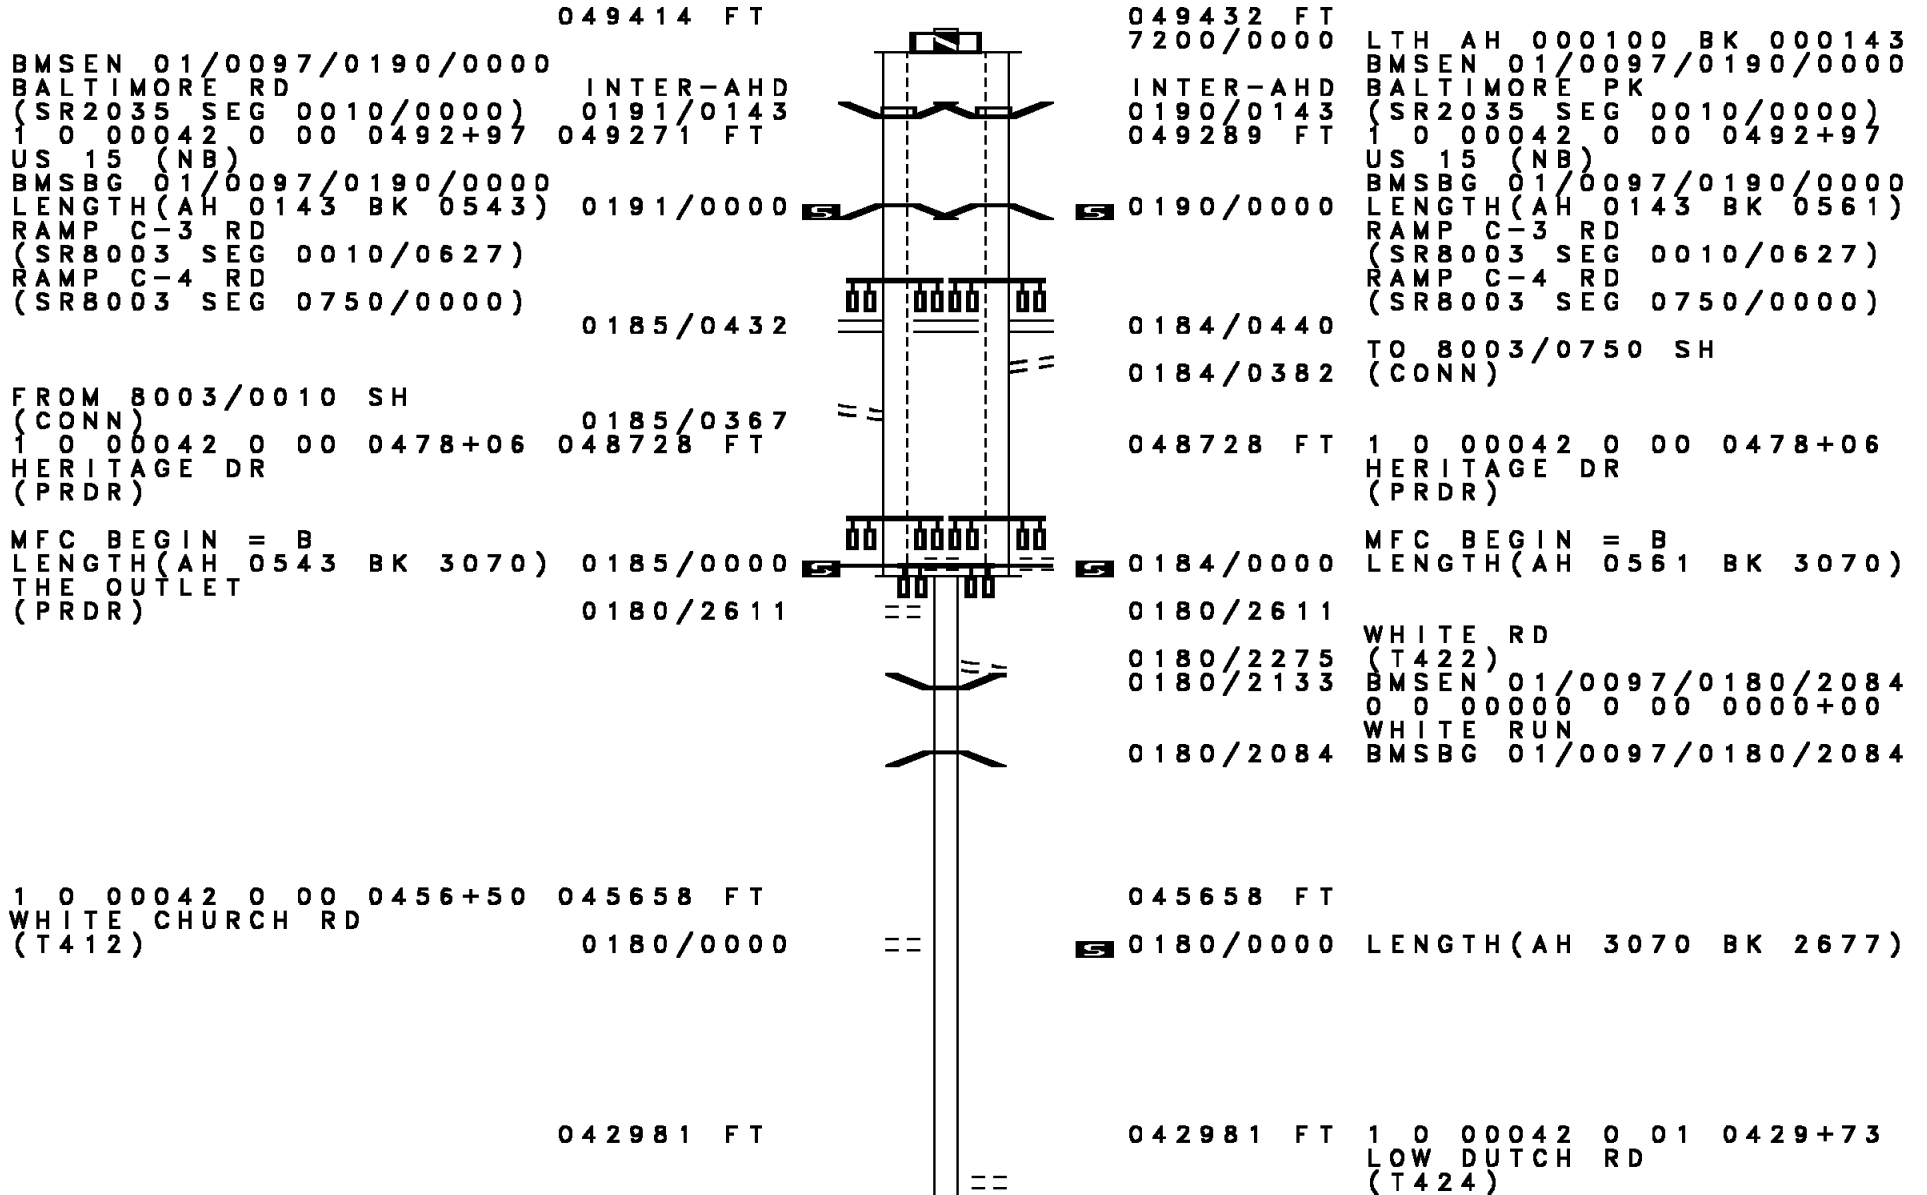 049414 FT
BMSEN 01/0097/0190/0000
BALTIMORE RD INTER-AHD
(SR2035 SEG 0010/0000) 0191/0143
1 0 00042 0 00 0492+97 049271 FT
US 15 (NB)
BMSBG 01/0097/0190/0000
LENGTH(AH 0143 BK 0543) 0191/0000 S
RAMP C-3 RD
(SR8003 SEG 0010/0627)
RAMP C-4 RD
(SR8003 SEG 0750/0000)
0185/0432
FROM 8003/0010 SH
(CONN) 0185/0367
1 0 00042 0 00 0478+06 048728 FT
HERITAGE DR
(PRDR)
MFC BEGIN = B
LENGTH(AH 0543 BK 3070) 0185/0000 S
THE OUTLET
(PRDR) 0180/2611
1 0 00042 0 00 0456+50 045658 FT
WHITE CHURCH RD
(T412) 0180/0000
042981 FT
049432 FT
7200/0000 LTH AH 000100 BK 000143
BMSEN 01/0097/0190/0000
INTER-AHD BALTIMORE PK
0190/0143 (SR2035 SEG 0010/0000)
049289 FT 1 0 00042 0 00 0492+97
US 15 (NB)
BMSBG 01/0097/0190/0000
S 0190/0000 LENGTH(AH 0143 BK 0561)
RAMP C-3 RD
(SR8003 SEG 0010/0627)
RAMP C-4 RD
(SR8003 SEG 0750/0000)
0184/0440
TO 8003/0750 SH
0184/0382 (CONN)
048728 FT 1 0 00042 0 00 0478+06
HERITAGE DR
(PRDR)
MFC BEGIN = B
S 0184/0000 LENGTH(AH 0561 BK 3070)
0180/2611
WHITE RD
0180/2275 (T422)
0180/2133 BMSEN 01/0097/0180/2084
0 0 00000 0 00 0000+00
WHITE RUN
0180/2084 BMSBG 01/0097/0180/2084
045658 FT
S 0180/0000 LENGTH(AH 3070 BK 2677)
042981 FT 1 0 00042 0 01 0429+73
LOW DUTCH RD
(T424)